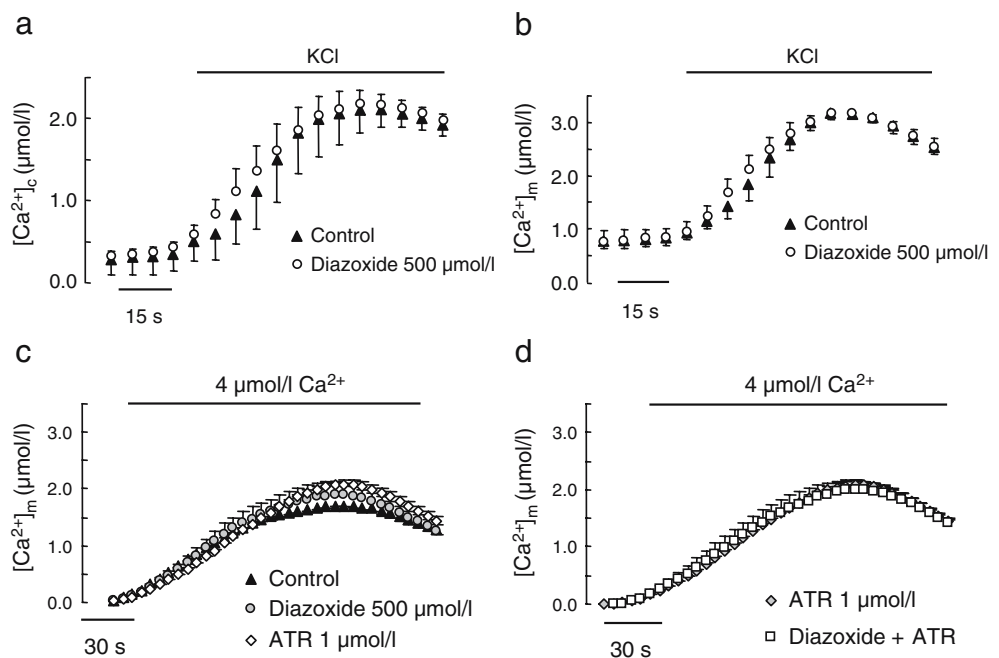 a
KCl
[Ca²⁺]c (µmol/l)
2.0
1.0
0.0
▲ Control
○ Diazoxide 500 µmol/l
15 s
b
KCl
[Ca²⁺]m (µmol/l)
3.0
2.0
1.0
0.0
▲ Control
○ Diazoxide 500 µmol/l
15 s
c
4 µmol/l Ca²⁺
[Ca²⁺]m (µmol/l)
3.0
2.0
1.0
0.0
▲ Control
Diazoxide 500 µmol/l
◇ ATR 1 µmol/l
30 s
d
4 µmol/l Ca²⁺
[Ca²⁺]m (µmol/l)
3.0
2.0
1.0
0.0
ATR 1 µmol/l
□ Diazoxide + ATR
30 s